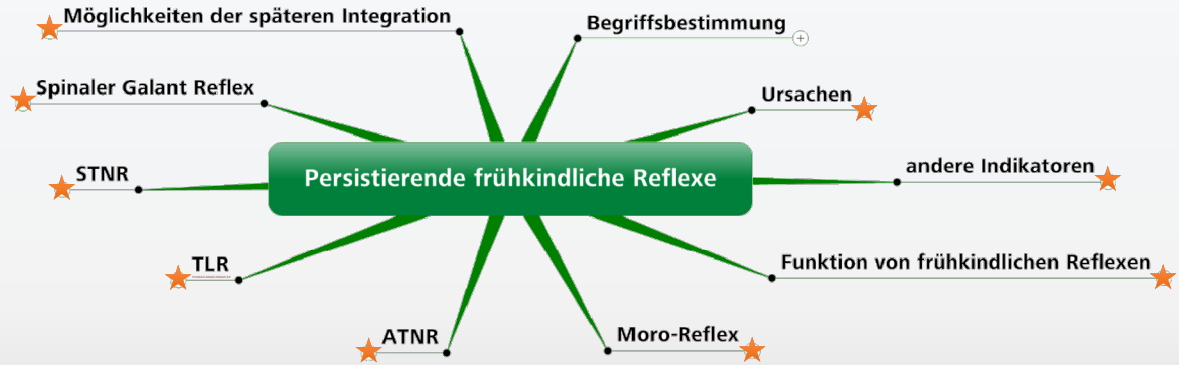 Möglichkeiten der späteren Integration
Begriffsbestimmung
Spinaler Galant Reflex
Ursachen
STNR
Persistierende frühkindliche Reflexe
andere Indikatoren
TLR
Funktion von frühkindlichen Reflexen
ATNR
Moro-Reflex